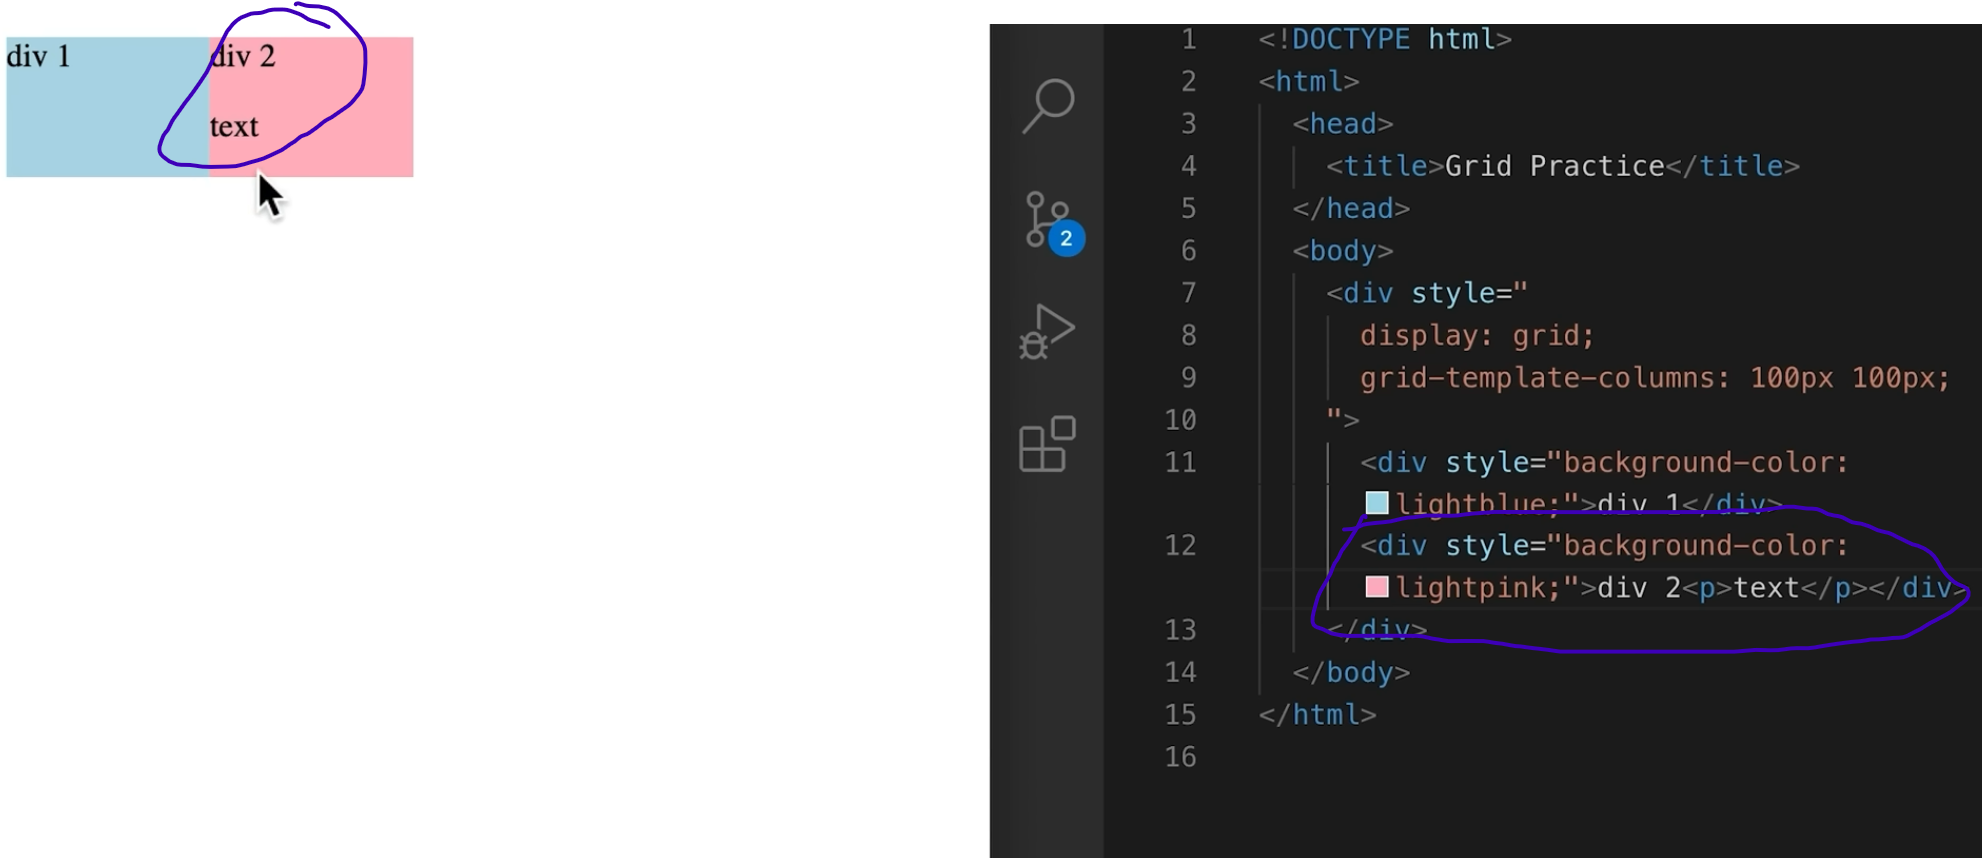 div 1
div 2
text
1 <!DOCTYPE html>
2 <html>
3 <head>
4 <title>Grid Practice</title>
5 </head>
6 <body>
7 <div style="
8 display: grid;
9 grid-template-columns: 100px 100px;
10 ">
11 <div style="background-color:
lightblue;">div 1</div>
12 <div style="background-color:
lightpink;">div 2<p>text</p></div>
13 </div>
14 </body>
15 </html>
16
2